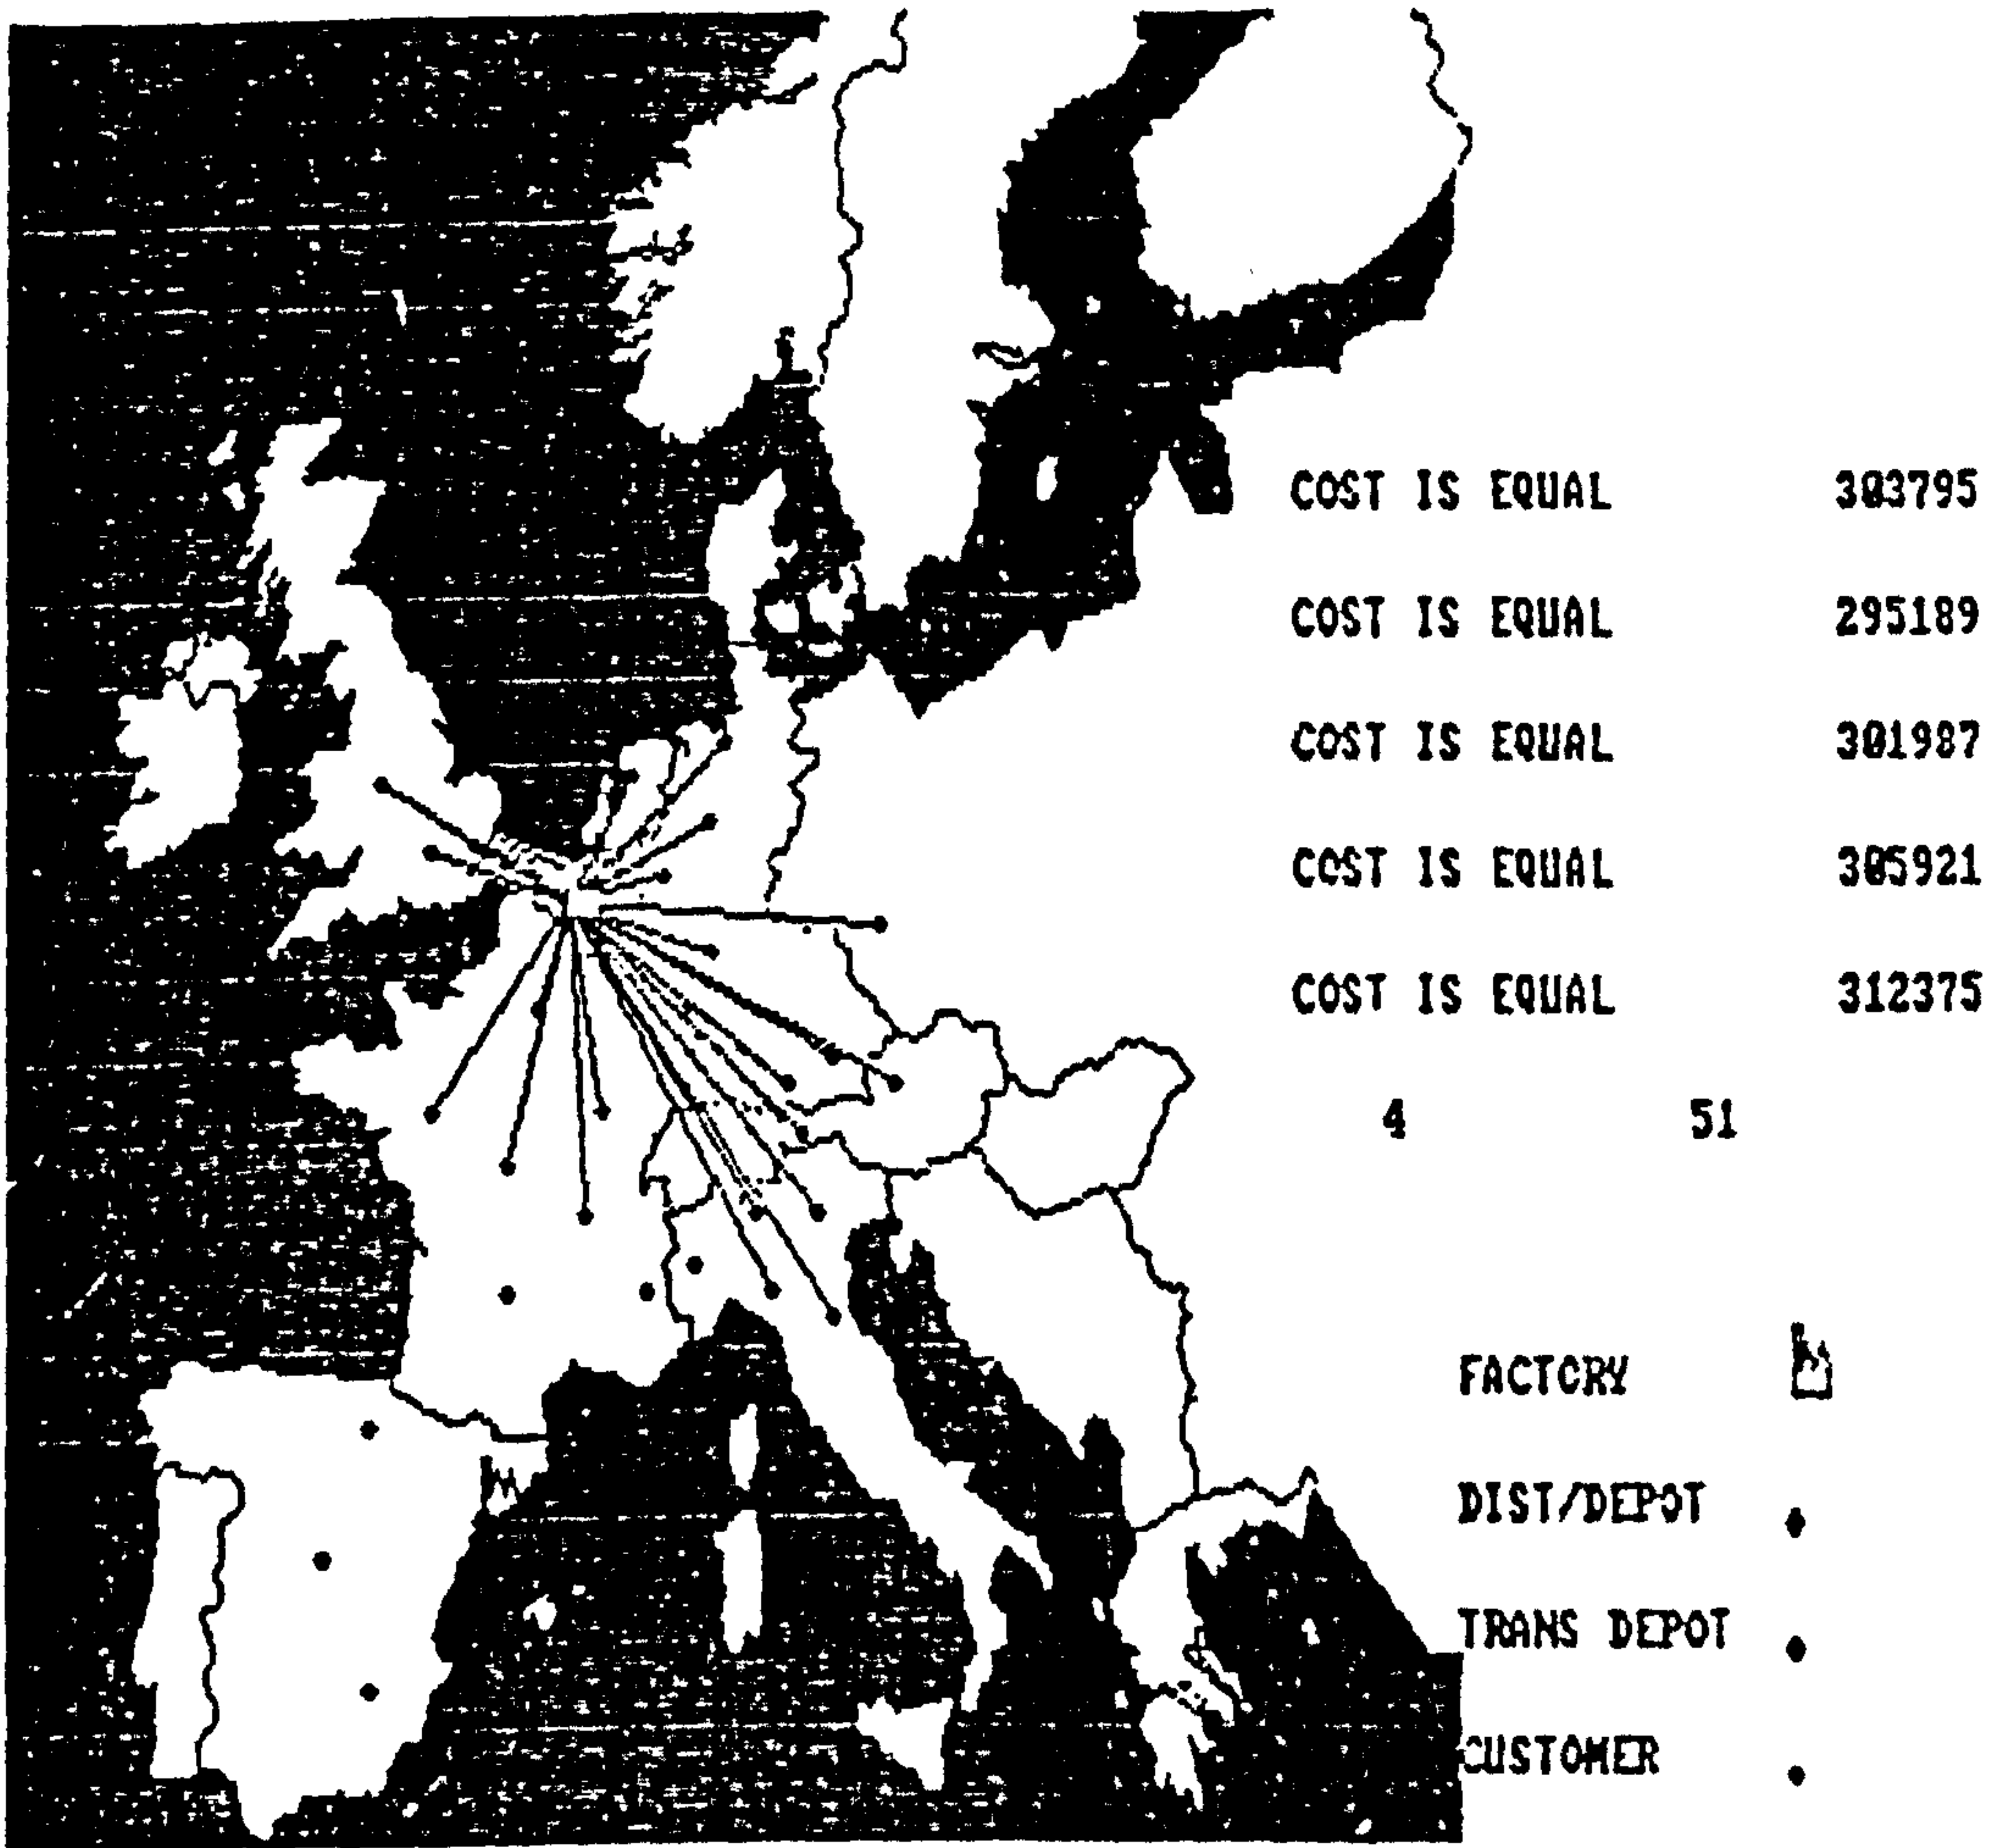 COST IS EQUAL 303795
COST IS EQUAL 295189
COST IS EQUAL 301987
COST IS EQUAL 305921
COST IS EQUAL 312375
4 51
FACTORY
DIST/DEPOT
TRANS DEPOT
CUSTOMER